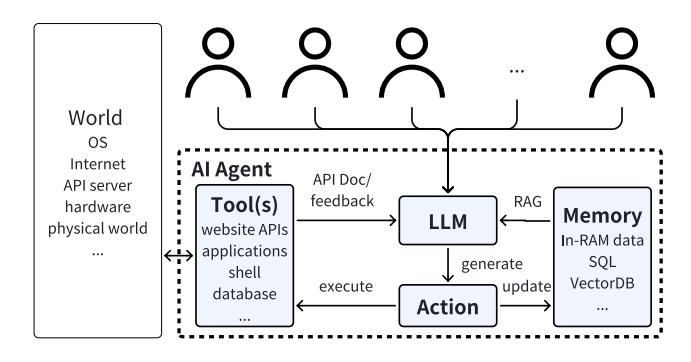 World
OS
Internet
API server
hardware
physical world
...
...
AI Agent
Tool(s)
website APIs
applications
shell
database
...
API Doc/
feedback
LLM
RAG
Memory
In-RAM data
SQL
VectorDB
...
generate
execute
Action
update